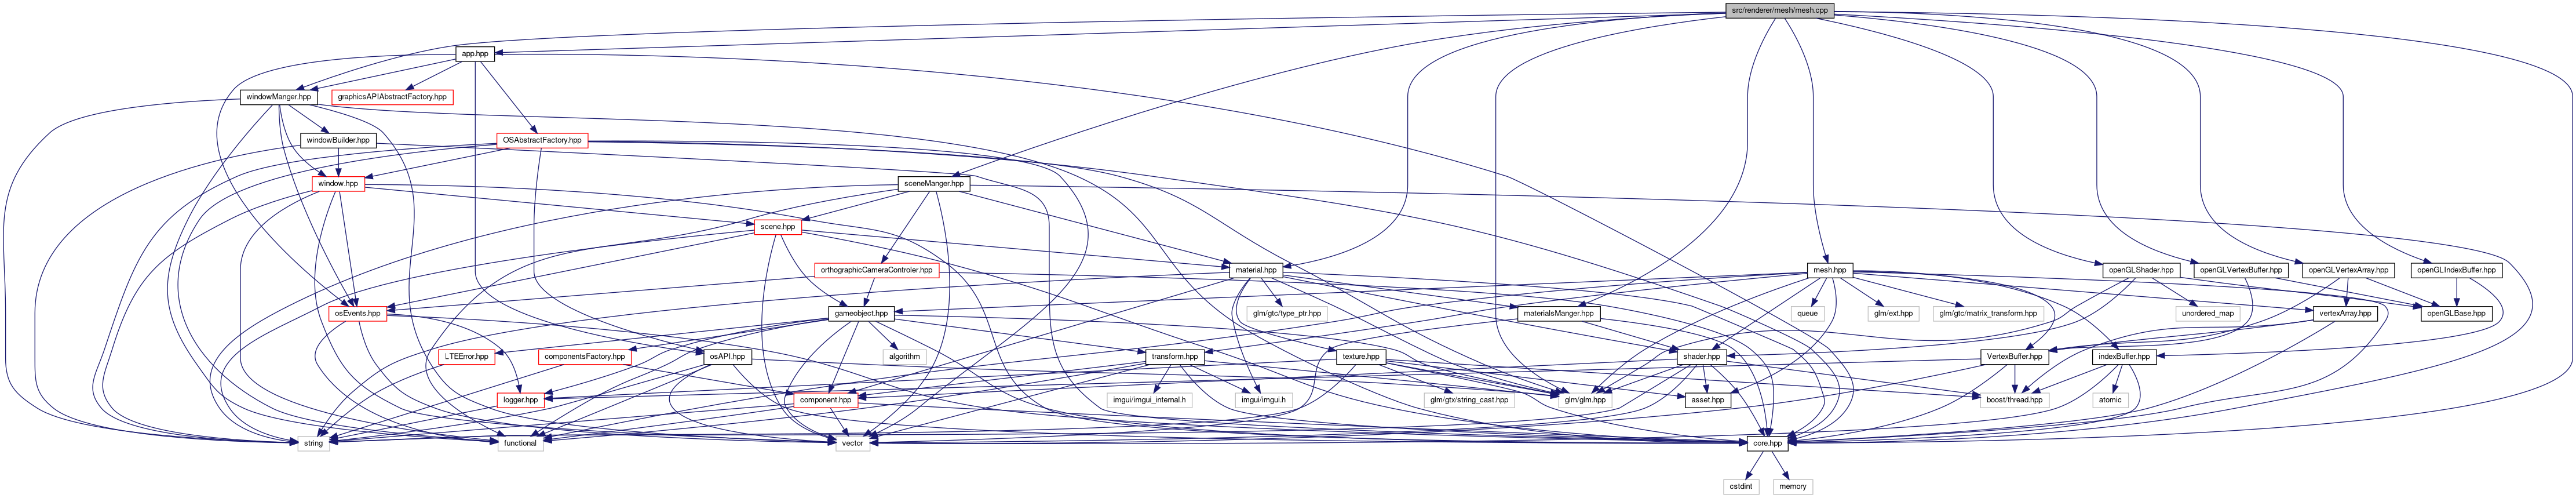 src/renderer/mesh/mesh.cpp
app.hpp
windowManger.hpp
graphicsAPIAbstractFactory.hpp
windowBuilder.hpp
OSAbstractFactory.hpp
window.hpp
sceneManger.hpp
scene.hpp
orthographicCameraControler.hpp
material.hpp
mesh.hpp
openGLShader.hpp
openGLVertexBuffer.hpp
openGLVertexArray.hpp
openGLIndexBuffer.hpp
osEvents.hpp
gameobject.hpp
glm/gtc/type_ptr.hpp
materialsManger.hpp
queue
glm/ext.hpp
glm/gtc/matrix_transform.hpp
unordered_map
vertexArray.hpp
openGLBase.hpp
LTEError.hpp
componentsFactory.hpp
osAPI.hpp
algorithm
transform.hpp
texture.hpp
shader.hpp
VertexBuffer.hpp
indexBuffer.hpp
logger.hpp
component.hpp
imgui/imgui_internal.h
imgui/imgui.h
glm/gtx/string_cast.hpp
glm/glm.hpp
asset.hpp
boost/thread.hpp
atomic
string
functional
vector
core.hpp
cstdint
memory